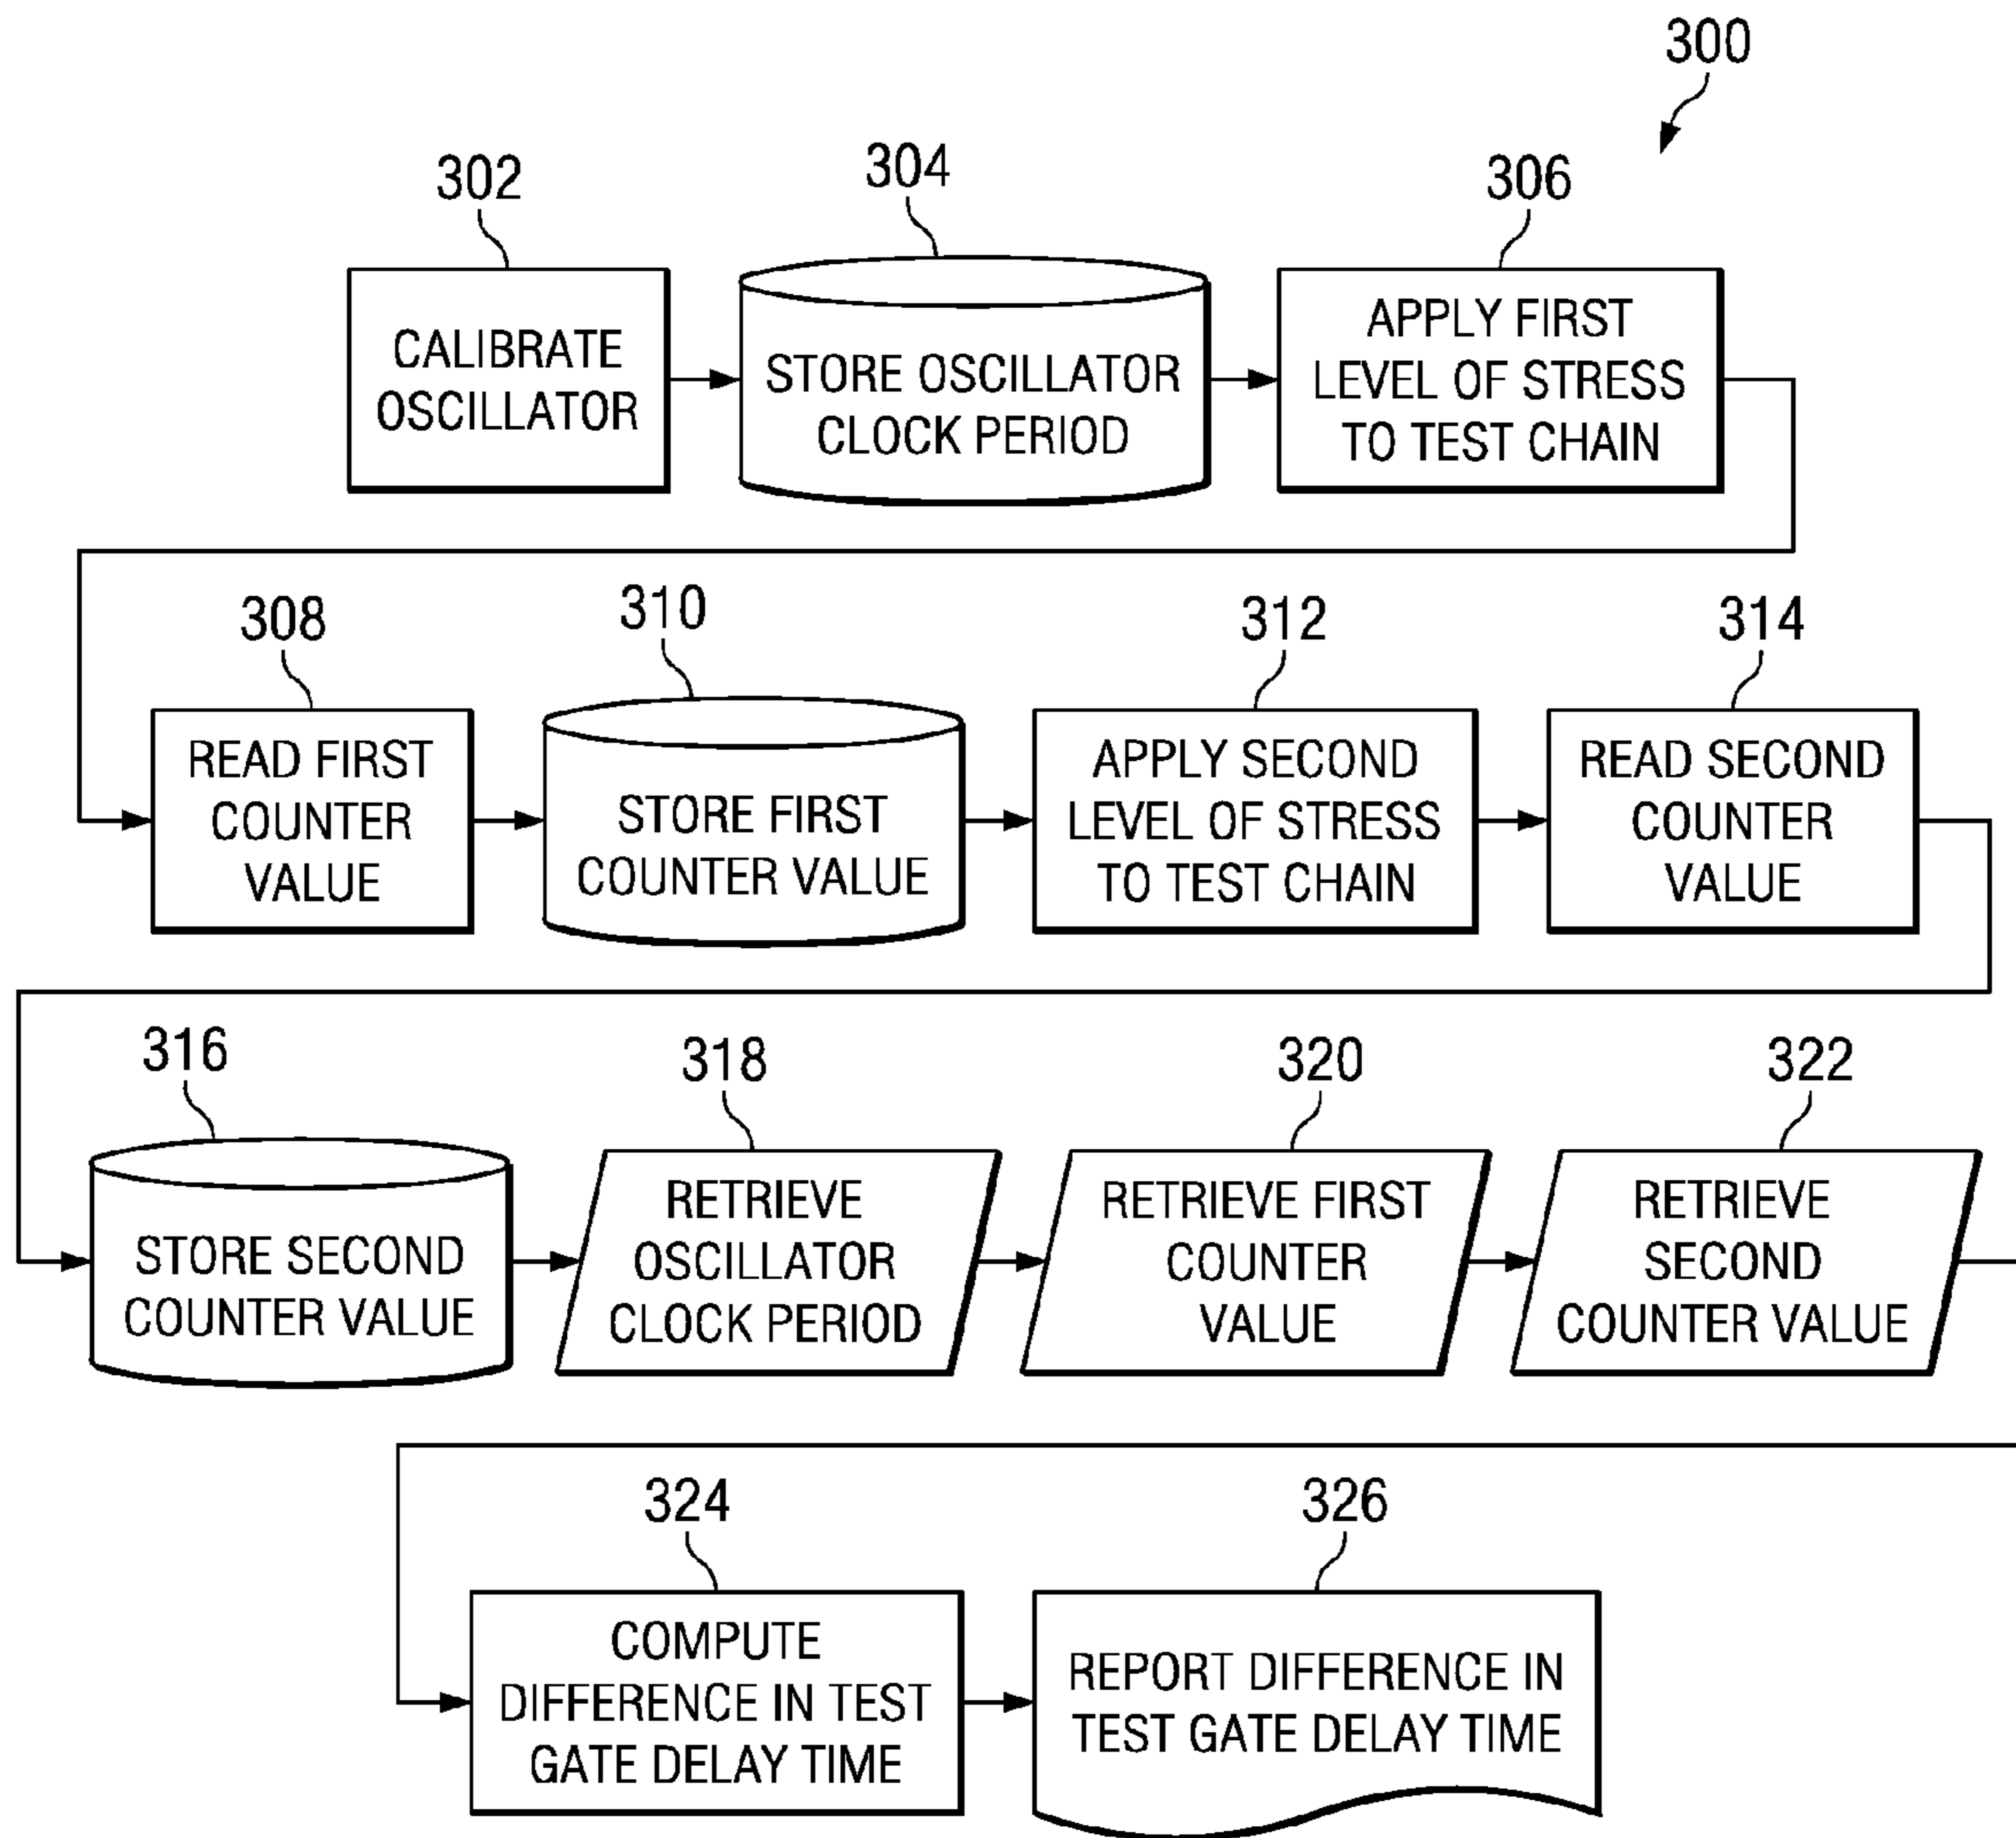 300
302
304
306
CALIBRATE
OSCILLATOR
STORE OSCILLATOR
CLOCK PERIOD
APPLY FIRST
LEVEL OF STRESS
TO TEST CHAIN
308
310
312
314
READ FIRST
COUNTER
VALUE
STORE FIRST
COUNTER VALUE
APPLY SECOND
LEVEL OF STRESS
TO TEST CHAIN
READ SECOND
COUNTER
VALUE
316
318
320
322
STORE SECOND
COUNTER VALUE
RETRIEVE
OSCILLATOR
CLOCK PERIOD
RETRIEVE FIRST
COUNTER
VALUE
RETRIEVE
SECOND
COUNTER VALUE
324
326
COMPUTE
DIFFERENCE IN TEST
GATE DELAY TIME
REPORT DIFFERENCE IN
TEST GATE DELAY TIME